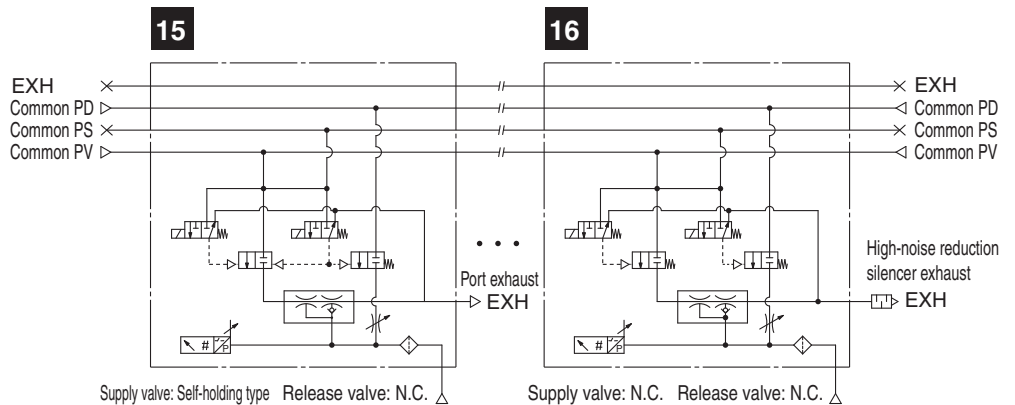 15
16
EXH
EXH
Common PD
Common PD
Common PS
Common PS
Common PV
Common PV
High-noise reduction
silencer exhaust
Port exhaust
EXH
EXH
# P
# P
Supply valve: Self-holding type Release valve: N.C.
Supply valve: N.C. Release valve: N.C.